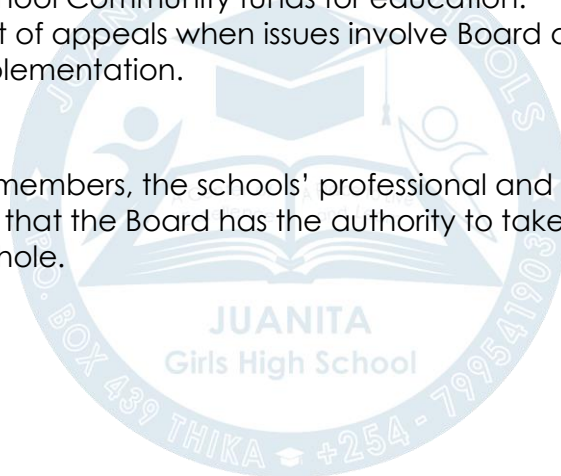 hool Community funds for education.
t of appeals when issues involve Board o
plementation.
members, the schools’ professional and
that the Board has the authority to take
hole.
JUANITA
Girls High School
P.O. BOX 439 THIKA +254 - 799541903